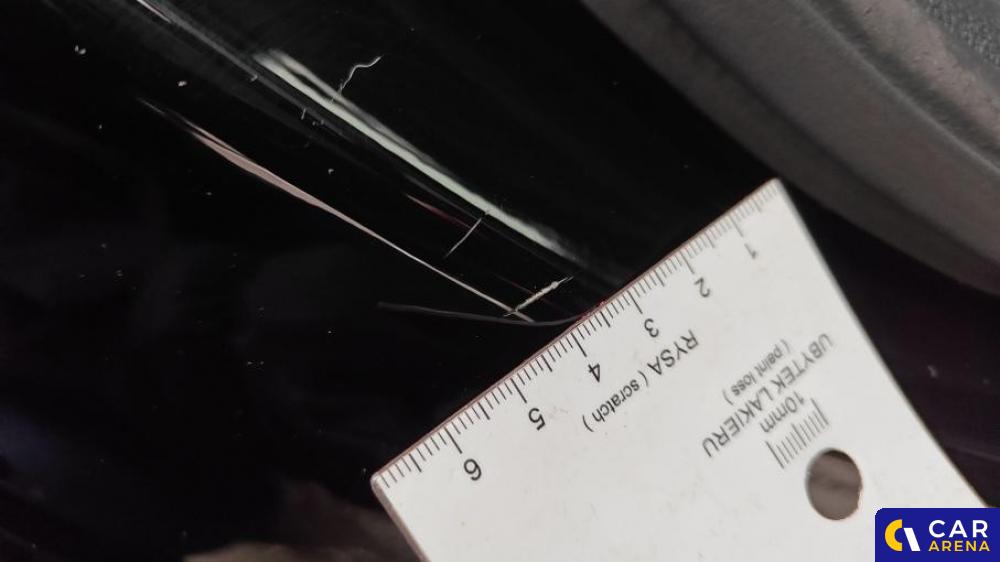 1 2 3 4 5 6
RYSA ( scratch )
UBYTEK LAKIERU
( paint loss )
10mm
CAR
ARENA